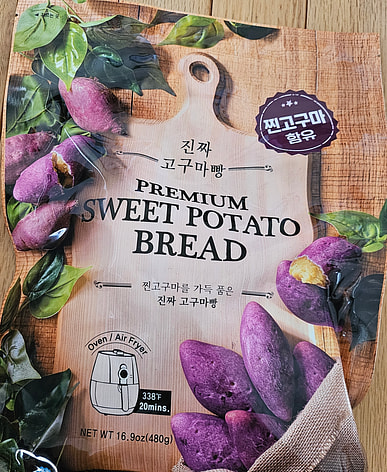 찐고구마
함유
진짜
고구마빵
PREMIUM
SWEET POTATO
BREAD
찐고구마를 가득 품은
진짜 고구마빵
Oven / Air Fryer
338°F
20mins.
NET WT 16.9oz(480g)